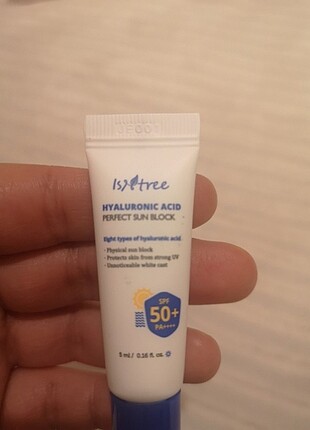 Isntree
HYALURONIC ACID
PERFECT SUN BLOCK
Eight types of hyaluronic acid
• Physical sun block
• Protects skin from strong UV
• Unnoticeable white cast
SPF
50+
PA++++
5 ml / 0.16 fl. oz.